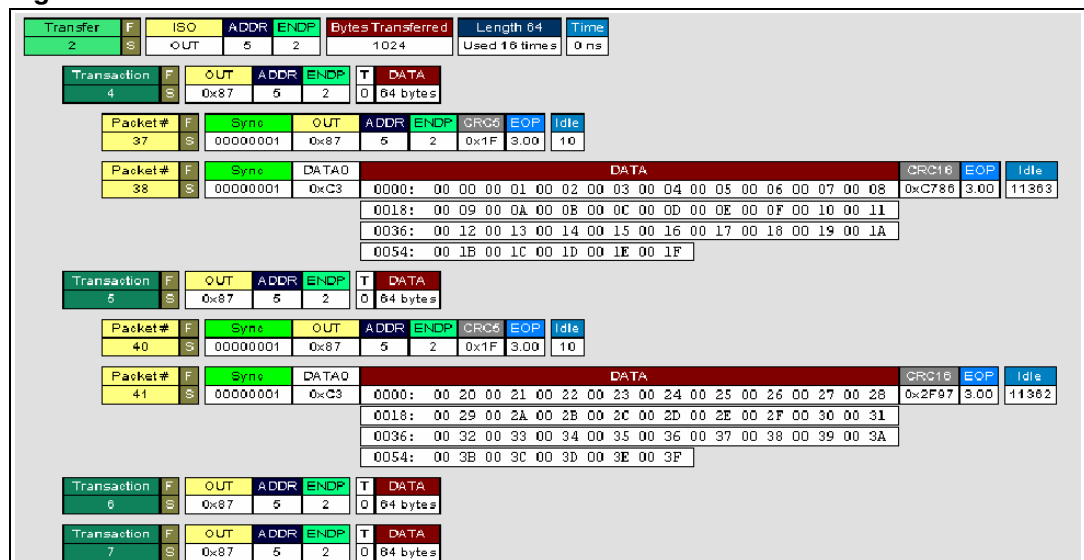 Transfer F ISO ADDR ENDP Bytes Transferred Length 64 Time
2 S OUT 5 2 1024 Used 16 times 0 ns
Transaction F OUT ADDR ENDP T DATA
4 S 0x87 5 2 0 64 bytes
Packet# F Sync OUT ADDR ENDP CRC5 EOP Idle
37 S 00000001 0x87 5 2 0x1F 3.00 10
Packet# F Sync DATA0 DATA CRC16 EOP Idle
38 S 00000001 0xC3 0000: 00 00 00 01 00 02 00 03 00 04 00 05 00 06 00 07 00 08 0xC786 3.00 11363
0018: 00 09 00 0A 00 0B 00 0C 00 0D 00 0E 00 0F 00 10 00 11
0036: 00 12 00 13 00 14 00 15 00 16 00 17 00 18 00 19 00 1A
0054: 00 1B 00 1C 00 1D 00 1E 00 1F
Transaction F OUT ADDR ENDP T DATA
5 S 0x87 5 2 0 64 bytes
Packet# F Sync OUT ADDR ENDP CRC5 EOP Idle
40 S 00000001 0x87 5 2 0x1F 3.00 10
Packet# F Sync DATA0 DATA CRC16 EOP Idle
41 S 00000001 0xC3 0000: 00 20 00 21 00 22 00 23 00 24 00 25 00 26 00 27 00 28 0x2F97 3.00 11362
0018: 00 29 00 2A 00 2B 00 2C 00 2D 00 2E 00 2F 00 30 00 31
0036: 00 32 00 33 00 34 00 35 00 36 00 37 00 38 00 39 00 3A
0054: 00 3B 00 3C 00 3D 00 3E 00 3F
Transaction F OUT ADDR ENDP T DATA
6 S 0x87 5 2 0 64 bytes
Transaction F OUT ADDR ENDP T DATA
7 S 0x87 5 2 0 64 bytes